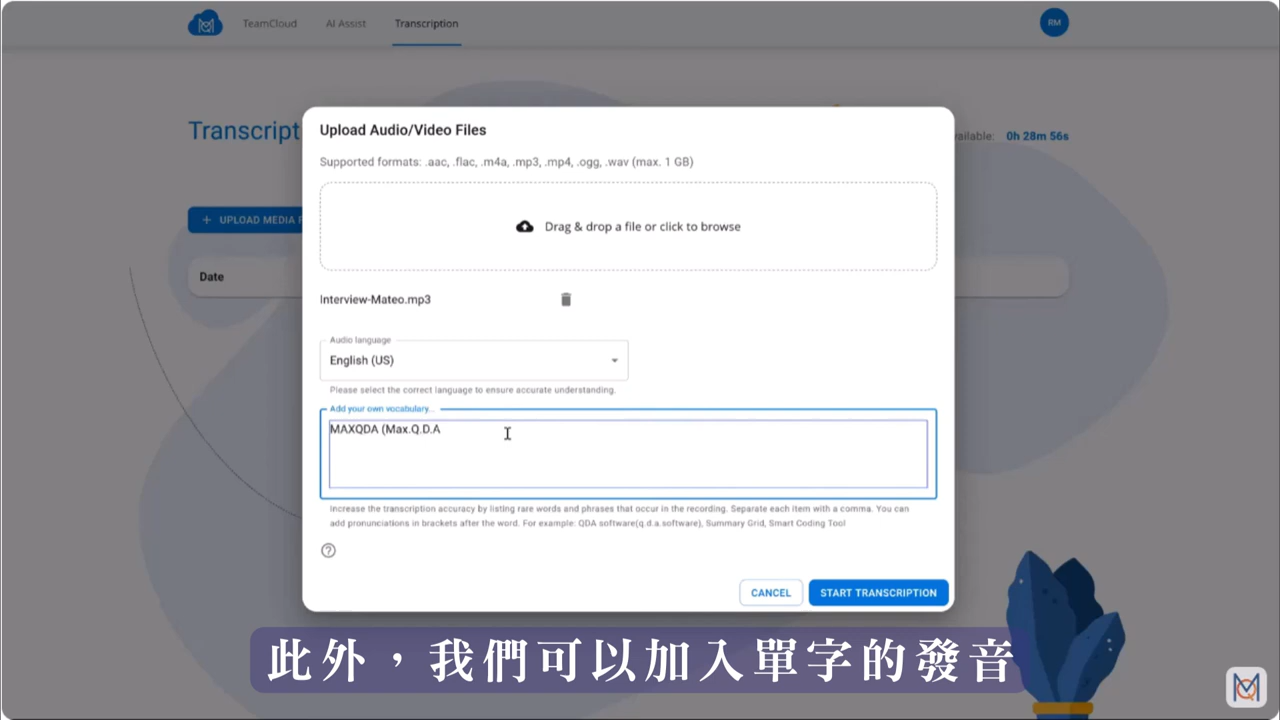 TeamCloud
AI Assist
Transcription
RM
Transcript
vailable: 0h 28m 56s
+ UPLOAD MEDIA F
Date
Upload Audio/Video Files
Supported formats: .aac, .flac, .m4a, .mp3, .mp4, .ogg, .wav (max. 1 GB)
Drag & drop a file or click to browse
Interview-Mateo.mp3
Audio language
English (US)
Please select the correct language to ensure accurate understanding.
Add your own vocabulary...
MAXQDA (Max.Q.D.A
Increase the transcription accuracy by listing rare words and phrases that occur in the recording. Separate each item with a comma. You can
add pronunciations in brackets after the word. For example: QDA software(q.d.a.software), Summary Grid, Smart Coding Tool
CANCEL
START TRANSCRIPTION
此外，我們可以加入單字的發音